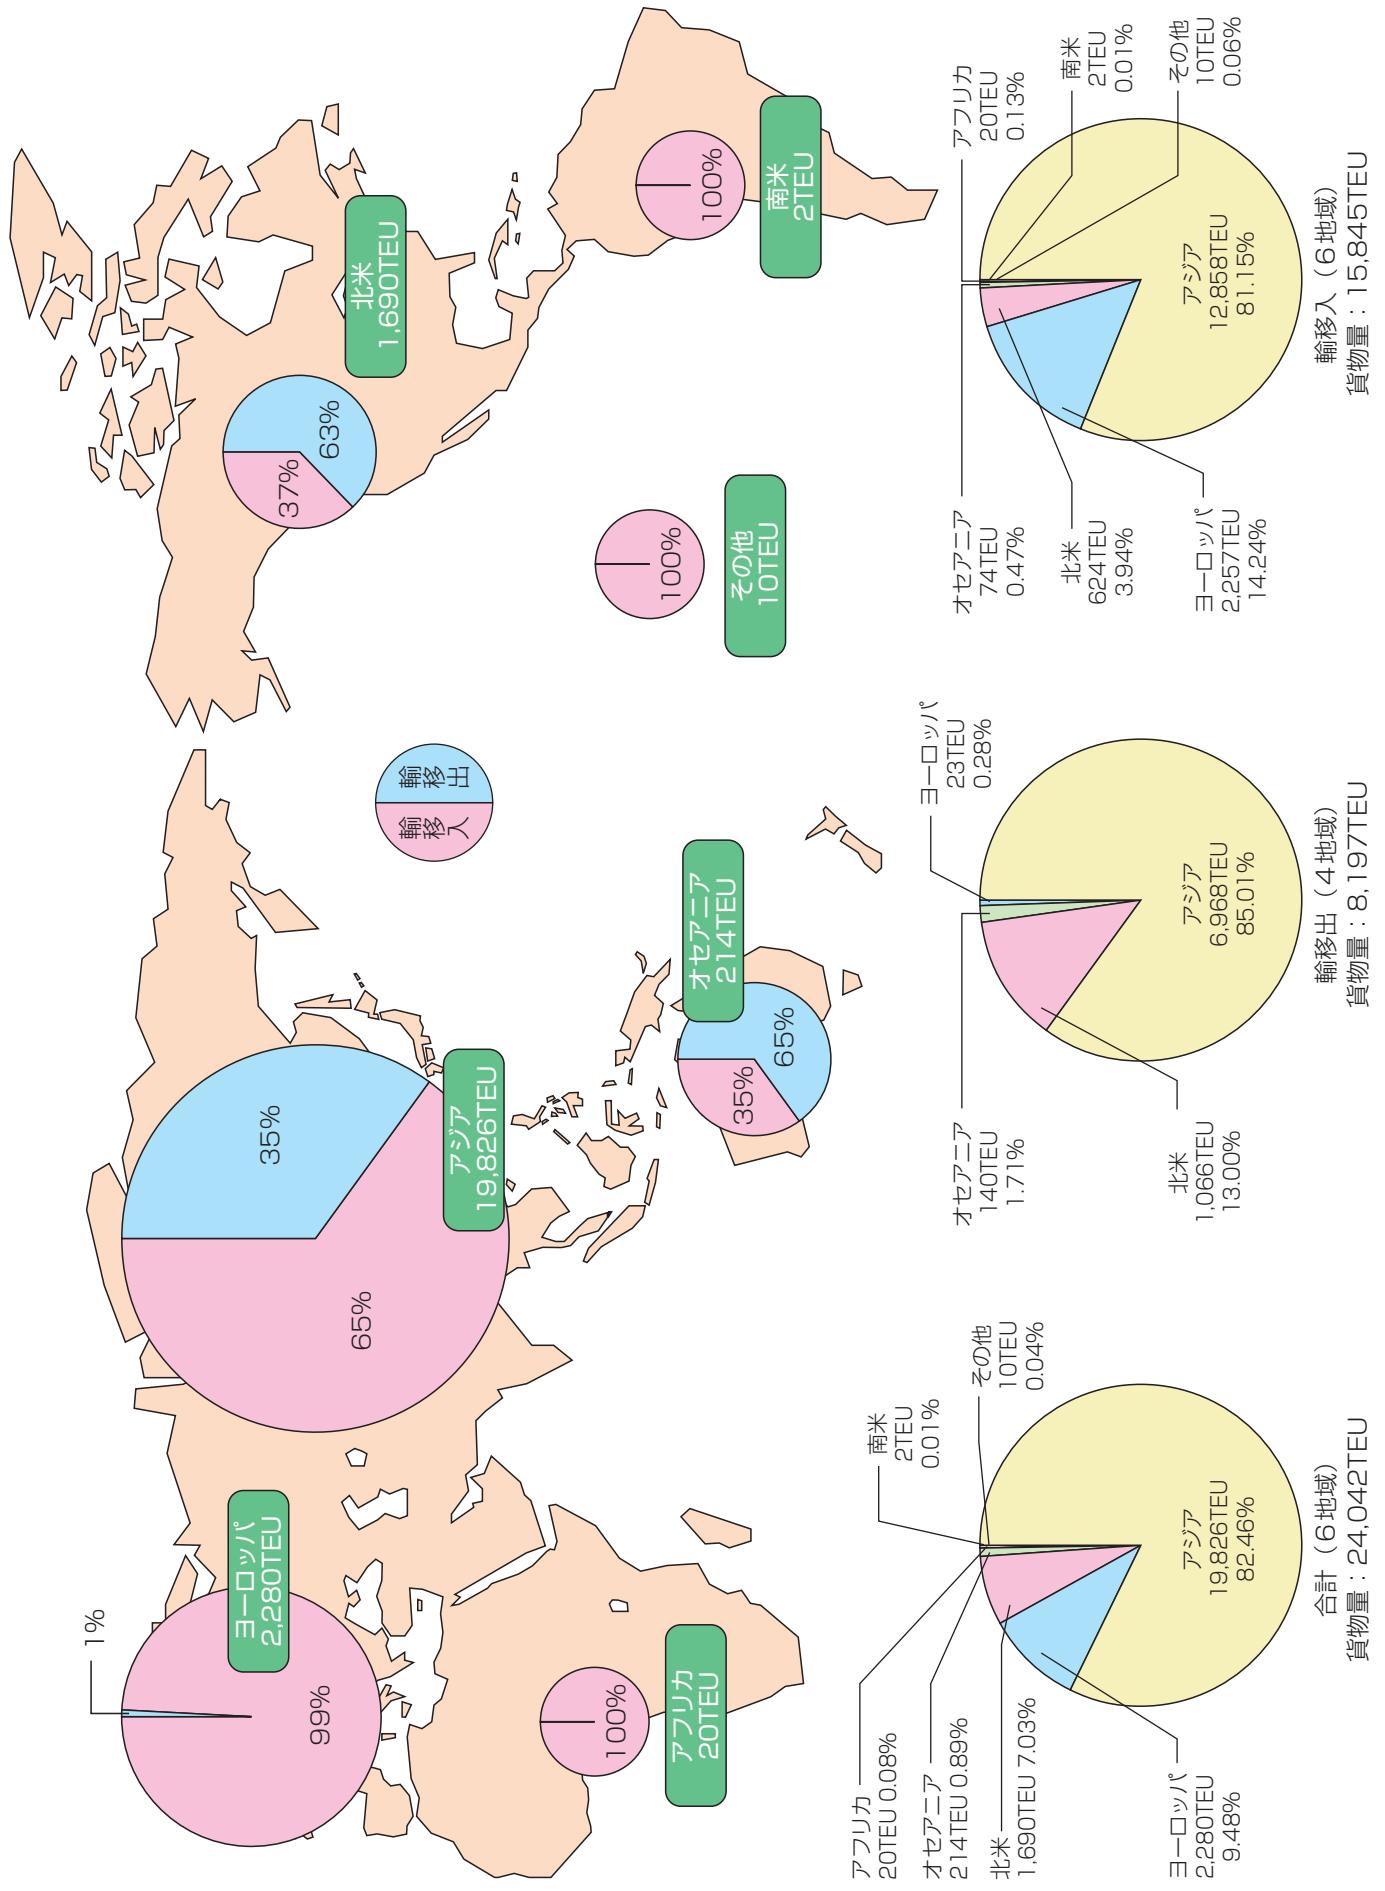 1%
99%
ヨーロッパ
2,280TEU
100%
アフリカ
20TEU
35%
65%
アジア
19,826TEU
輸移入
輸移出
35%
65%
オセアニア
214TEU
37%
63%
北米
1,690TEU
100%
その他
10TEU
100%
南米
2TEU
アフリカ
20TEU 0.08%
オセアニア
214TEU 0.89%
北米
1,690TEU 7.03%
ヨーロッパ
2,280TEU
9.48%
南米
2TEU
0.01%
その他
10TEU
0.04%
アジア
19,826TEU
82.46%
合計（6地域）
貨物量：24,042TEU
オセアニア
140TEU
1.71%
北米
1,066TEU
13.00%
ヨーロッパ
23TEU
0.28%
アジア
6,968TEU
85.01%
輸移出（4地域）
貨物量：8,197TEU
オセアニア
74TEU
0.47%
北米
624TEU
3.94%
ヨーロッパ
2,257TEU
14.24%
アフリカ
20TEU
0.13%
南米
2TEU
0.01%
その他
10TEU
0.06%
アジア
12,858TEU
81.15%
輸移入（6地域）
貨物量：15,845TEU